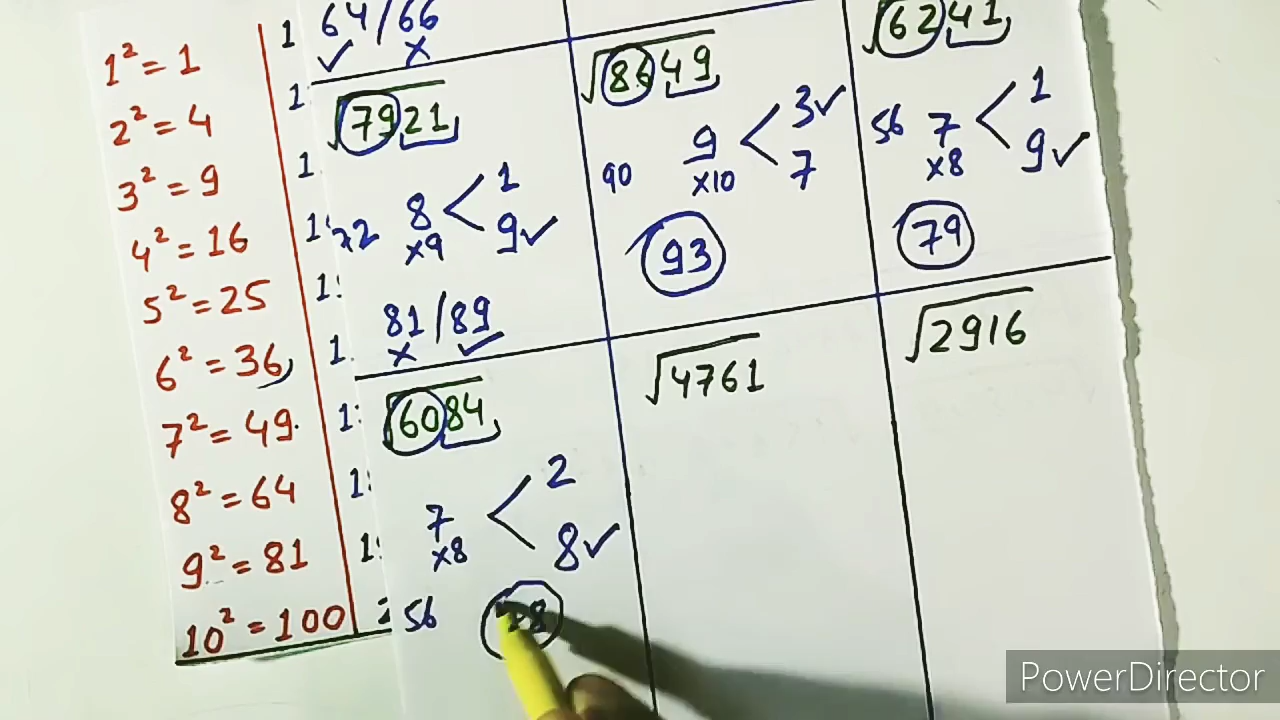 1² = 1
2² = 4
3² = 9
4² = 16
5² = 25
6² = 36
7² = 49
8² = 64
9² = 81
10² = 100
64/66
✓ ×
√7921
8 < 1
9 ✓
×9
72
81/89
× ✓
√8649
9 < 3 ✓
7
×10
90
93
√6241
56 7 < 1
9 ✓
×8
79
√6084
7 < 2
8 ✓
×8
56
78
√4761
√2916
PowerDirector